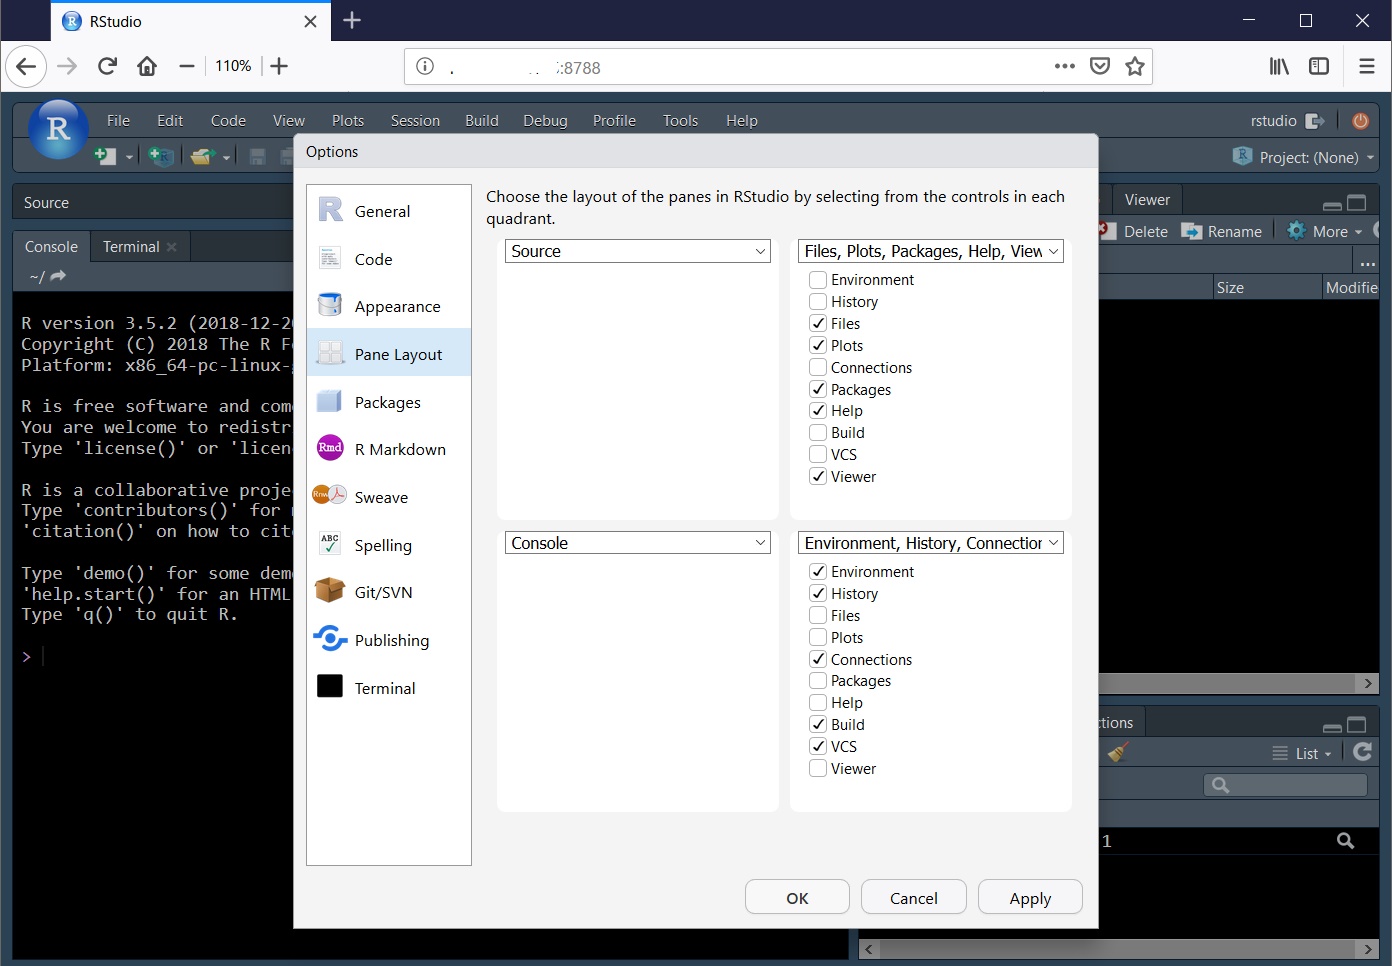 RStudio
110%
:8788
R
File Edit Code View Plots Session Build Debug Profile Tools Help
rstudio
Project: (None)
Source
Console
Terminal
~/
R version 3.5.2 (2018-12-2
Copyright (C) 2018 The R F
Platform: x86_64-pc-linux-
R is free software and com
You are welcome to redistr
Type 'license()' or 'licen
R is a collaborative proje
Type 'contributors()' for
'citation()' on how to cit
Type 'demo()' for some dem
'help.start()' for an HTML
Type 'q()' to quit R.
>
Options
General
Code
Appearance
Pane Layout
Packages
Rmd
R Markdown
Rnw
Sweave
ABC
Spelling
Git/SVN
Publishing
Terminal
Choose the layout of the panes in RStudio by selecting from the controls in each
quadrant.
Source
Files, Plots, Packages, Help, View
Environment
History
Files
Plots
Connections
Packages
Help
Build
VCS
Viewer
Console
Environment, History, Connection
Environment
History
Files
Plots
Connections
Packages
Help
Build
VCS
Viewer
OK
Cancel
Apply
Viewer
Delete
Rename
More
...
Size
Modifie
ctions
List
1